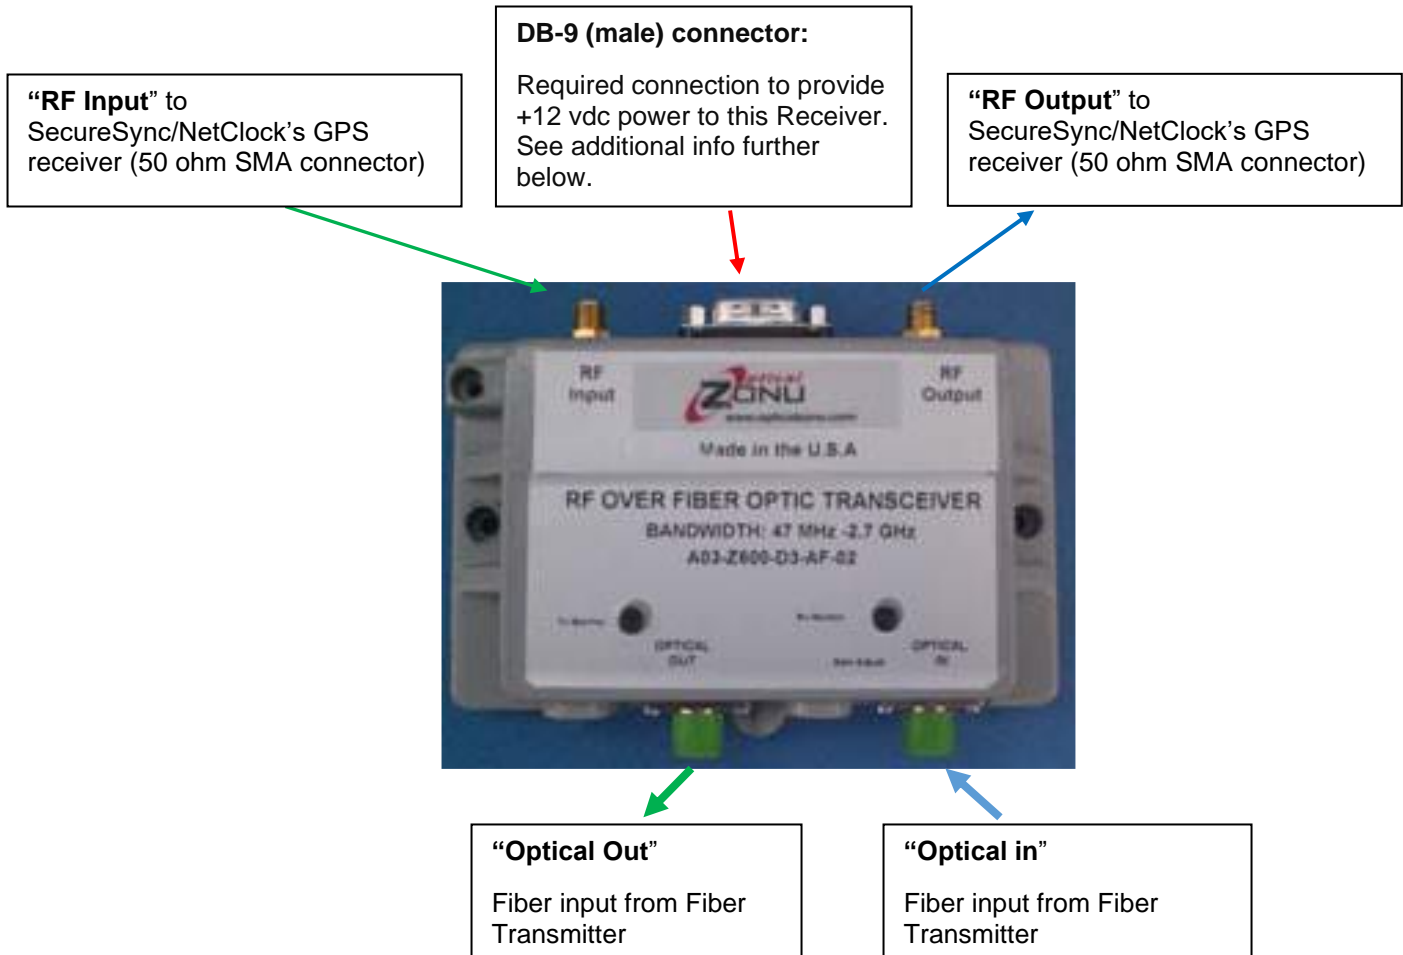 DB-9 (male) connector:
Required connection to provide
+12 vdc power to this Receiver.
See additional info further
below.
“RF Input” to
SecureSync/NetClock's GPS
receiver (50 ohm SMA connector)
“RF Output” to
SecureSync/NetClock's GPS
receiver (50 ohm SMA connector)
RF
Input
optical
ZONU
www.opticalzonu.com
RF
Output
Made in the U.S.A
RF OVER FIBER OPTIC TRANSCEIVER
BANDWIDTH: 47 MHz -2.7 GHz
A03-Z600-D3-AF-02
OPTICAL
OUT
OPTICAL
IN
“Optical Out”
Fiber input from Fiber
Transmitter
“Optical in”
Fiber input from Fiber
Transmitter